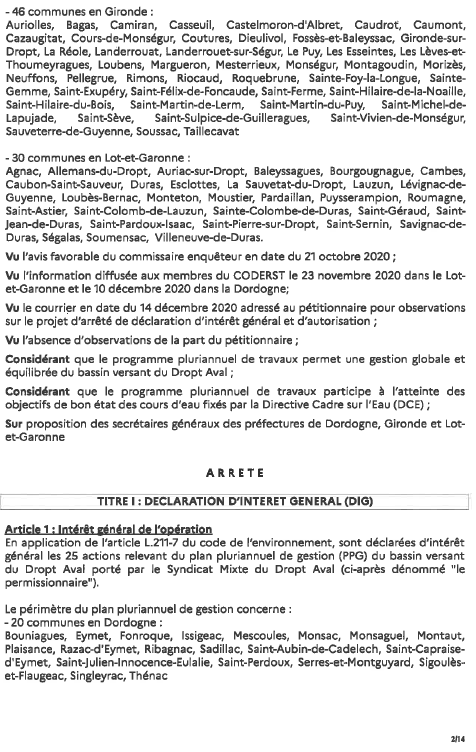 - 46 communes en Gironde :
Auriolles, Bagas, Camiran, Casseuil, Castelmoron-d'Albret, Caudrot, Caumont,
Cazaugitat, Cours-de-Monségur, Coutures, Dieulivol, Fossès-et-Baleyssac, Gironde-sur-
Dropt, La Réole, Landerrouat, Landerrouet-sur-Ségur, Le Puy, Les Esseintes, Les Lèves-et-
Thoumeyragues, Loubens, Margueron, Mesterrieux, Monségur, Montagoudin, Morizès,
Neuffons, Pellegrue, Rimons, Riocaud, Roquebrune, Sainte-Foy-la-Longue, Sainte-
Gemme, Saint-Exupéry, Saint-Félix-de-Foncaude, Saint-Ferme, Saint-Hilaire-de-la-Noaille,
Saint-Hilaire-du-Bois, Saint-Martin-de-Lerm, Saint-Martin-du-Puy, Saint-Michel-de-
Lapujade, Saint-Sève, Saint-Sulpice-de-Guilleragues, Saint-Vivien-de-Monségur,
Sauveterre-de-Guyenne, Soussac, Taillecavat
- 30 communes en Lot-et-Garonne :
Agnac, Allemans-du-Dropt, Auriac-sur-Dropt, Baleyssagues, Bourgougnague, Cambes,
Caubon-Saint-Sauveur, Duras, Esclottes, La Sauvetat-du-Dropt, Lauzun, Lévignac-de-
Guyenne, Loubès-Bernac, Monteton, Moustier, Pardaillan, Puysserampion, Roumagne,
Saint-Astier, Saint-Colomb-de-Lauzun, Sainte-Colombe-de-Duras, Saint-Géraud, Saint-
Jean-de-Duras, Saint-Pardoux-Isaac, Saint-Pierre-sur-Dropt, Saint-Sernin, Savignac-de-
Duras, Ségalas, Soumensac, Villeneuve-de-Duras.
Vu l'avis favorable du commissaire enquêteur en date du 21 octobre 2020 ;
Vu l'information diffusée aux membres du CODERST le 23 novembre 2020 dans le Lot-
et-Garonne et le 10 décembre 2020 dans la Dordogne;
Vu le courrier en date du 14 décembre 2020 adressé au pétitionnaire pour observations
sur le projet d'arrêté de déclaration d'intérêt général et d'autorisation ;
Vu l'absence d'observations de la part du pétitionnaire ;
Considérant que le programme pluriannuel de travaux permet une gestion globale et
équilibrée du bassin versant du Dropt Aval ;
Considérant que le programme pluriannuel de travaux participe à l'atteinte des
objectifs de bon état des cours d'eau fixés par la Directive Cadre sur l'Eau (DCE) ;
Sur proposition des secrétaires généraux des préfectures de Dordogne, Gironde et Lot-
et-Garonne
ARRETE
TITRE I : DECLARATION D'INTERET GENERAL (DIG)
Article 1 : Intérêt général de l'opération
En application de l'article L.211-7 du code de l'environnement, sont déclarées d'intérêt
général les 25 actions relevant du plan pluriannuel de gestion (PPG) du bassin versant
du Dropt Aval porté par le Syndicat Mixte du Dropt Aval (ci-après dénommé "le
permissionnaire").
Le périmètre du plan pluriannuel de gestion concerne :
- 20 communes en Dordogne :
Bouniagues, Eymet, Fonroque, Issigeac, Mescoules, Monsac, Monsaguel, Montaut,
Plaisance, Razac-d'Eymet, Ribagnac, Sadillac, Saint-Aubin-de-Cadelech, Saint-Capraise-
d'Eymet, Saint-Julien-Innocence-Eulalie, Saint-Perdoux, Serres-et-Montguyard, Sigoulès-
et-Flaugeac, Singleyrac, Thénac
2/14